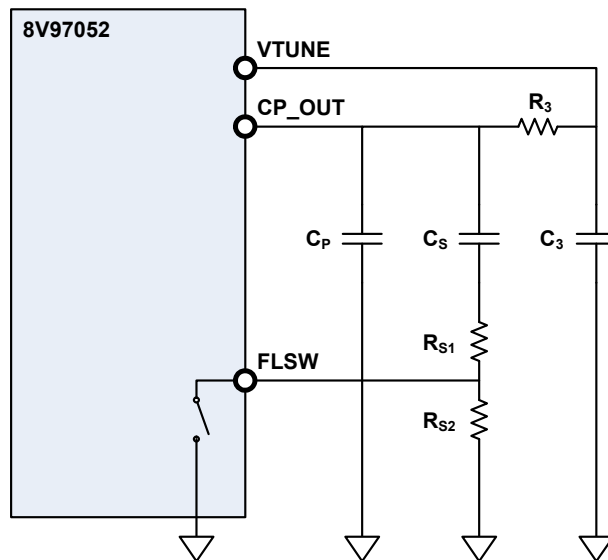 8V97052
VTUNE
CP_OUT
R3
CP
CS
C3
RS1
FLSW
RS2